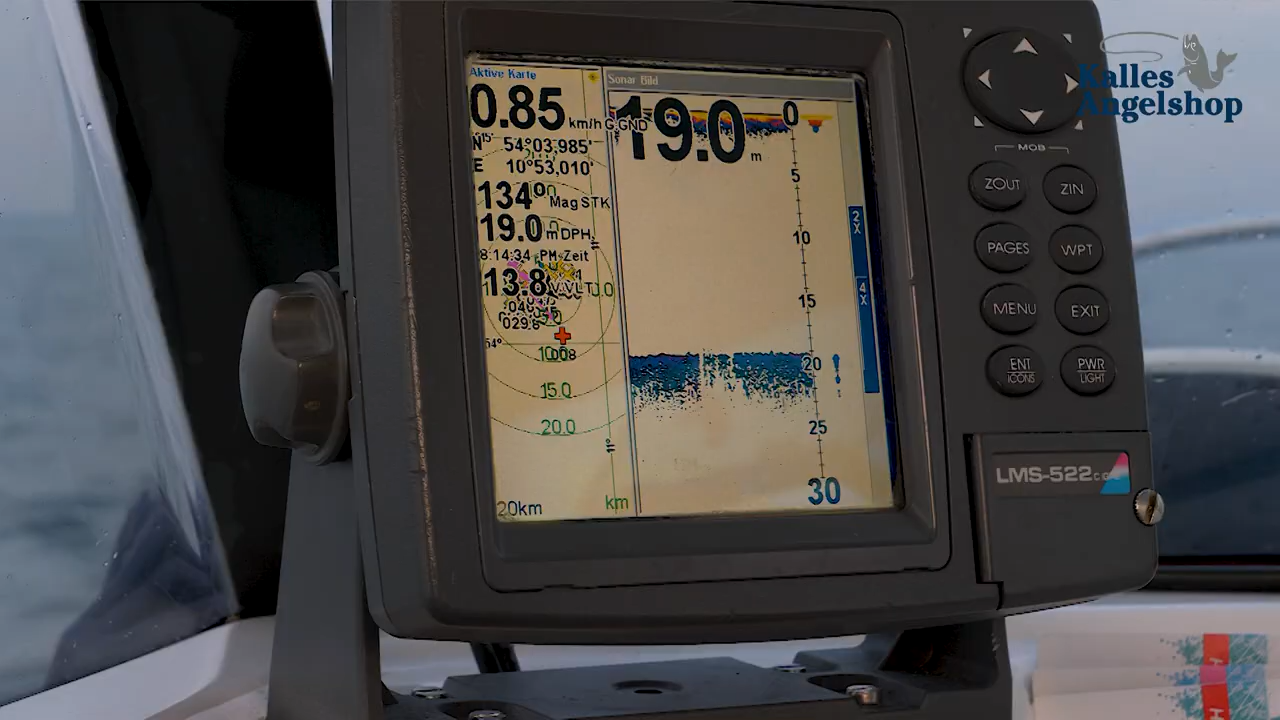 Kalles
Angelshop
Aktive Karte
0.85 km/h G.GND
N 54°03,985'
E 10°53,010'
134° Mag STK
19.0 m DPH
8:14:34 PM-Zeit
13.8
10.0
15.0
20.0
20km
km
Sonar Bild
19.0 m
0
5
10
15
20
25
30
2X
4X
MOB
ZOUT
ZIN
PAGES
WPT
MENU
EXIT
ENT
ICONS
PWR
LIGHT
LMS-522